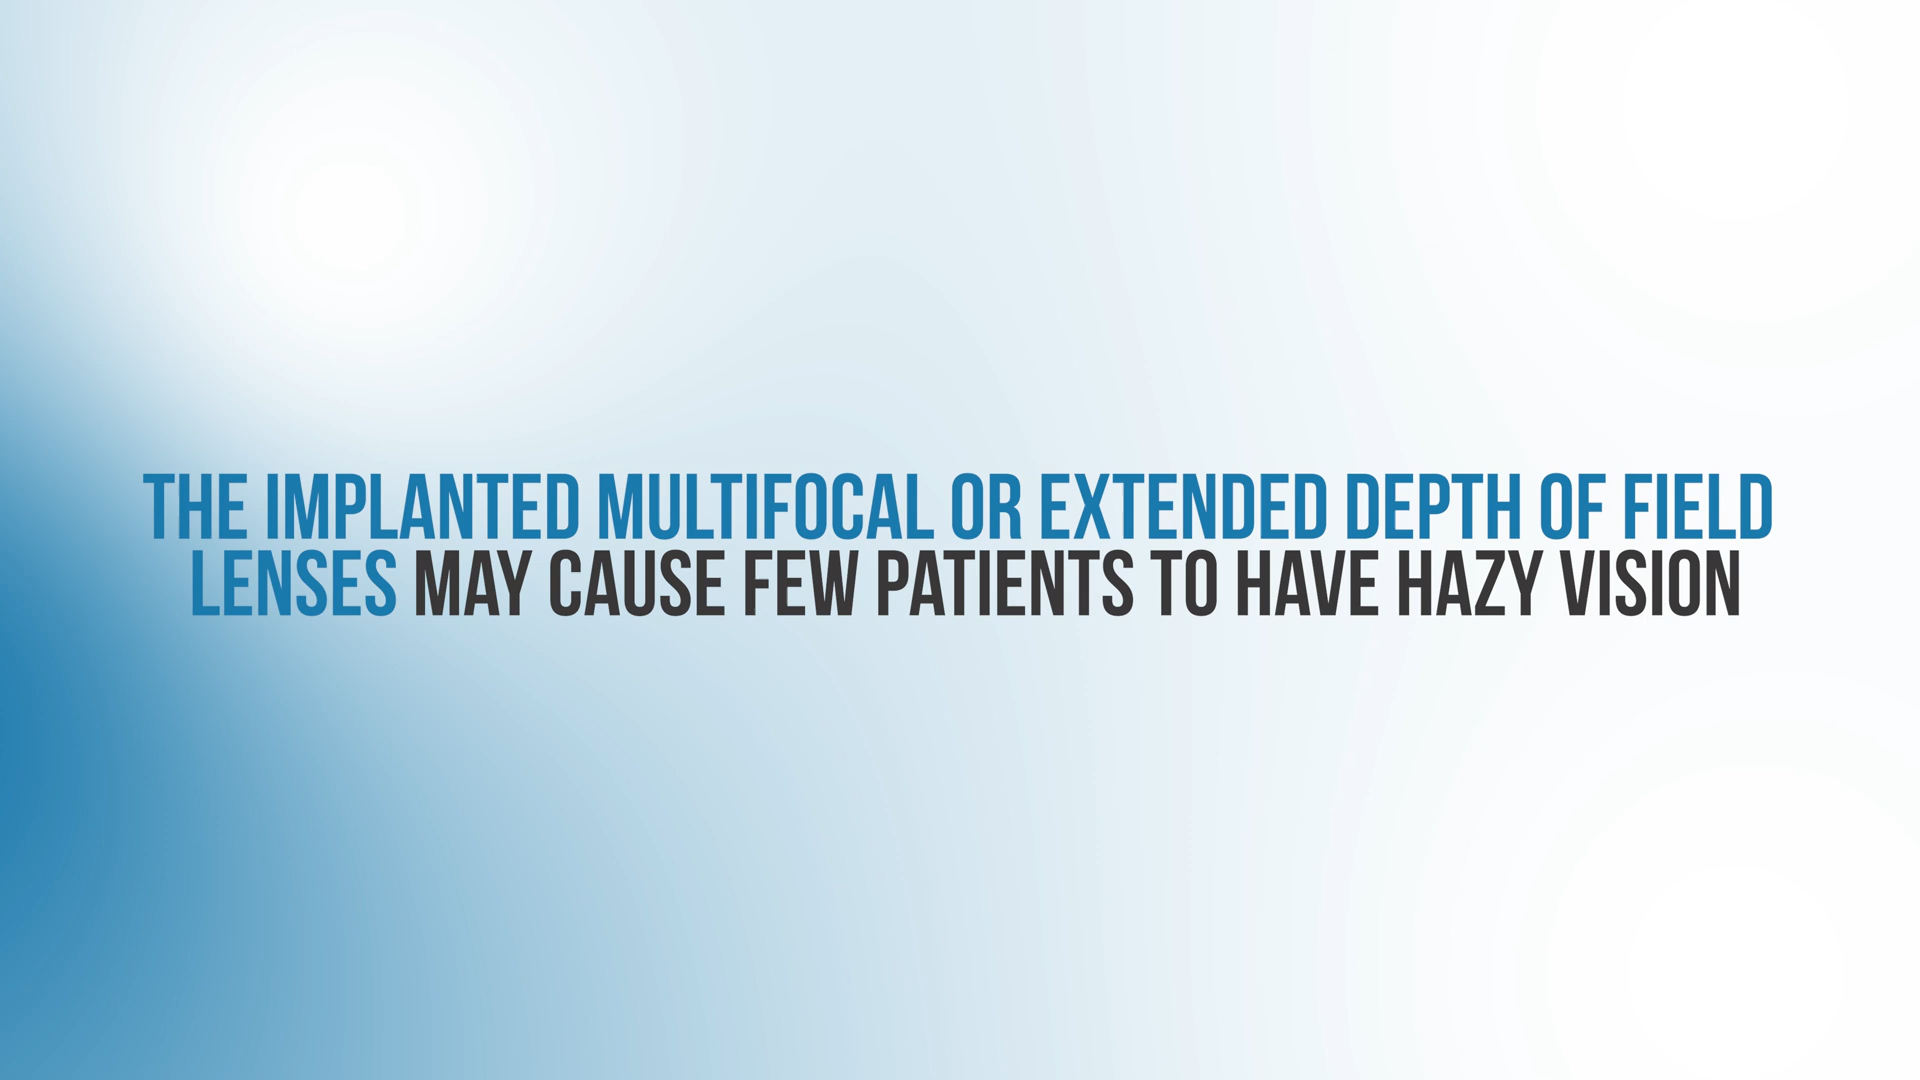 THE IMPLANTED MULTIFOCAL OR EXTENDED DEPTH OF FIELD
LENSES MAY CAUSE FEW PATIENTS TO HAVE HAZY VISION